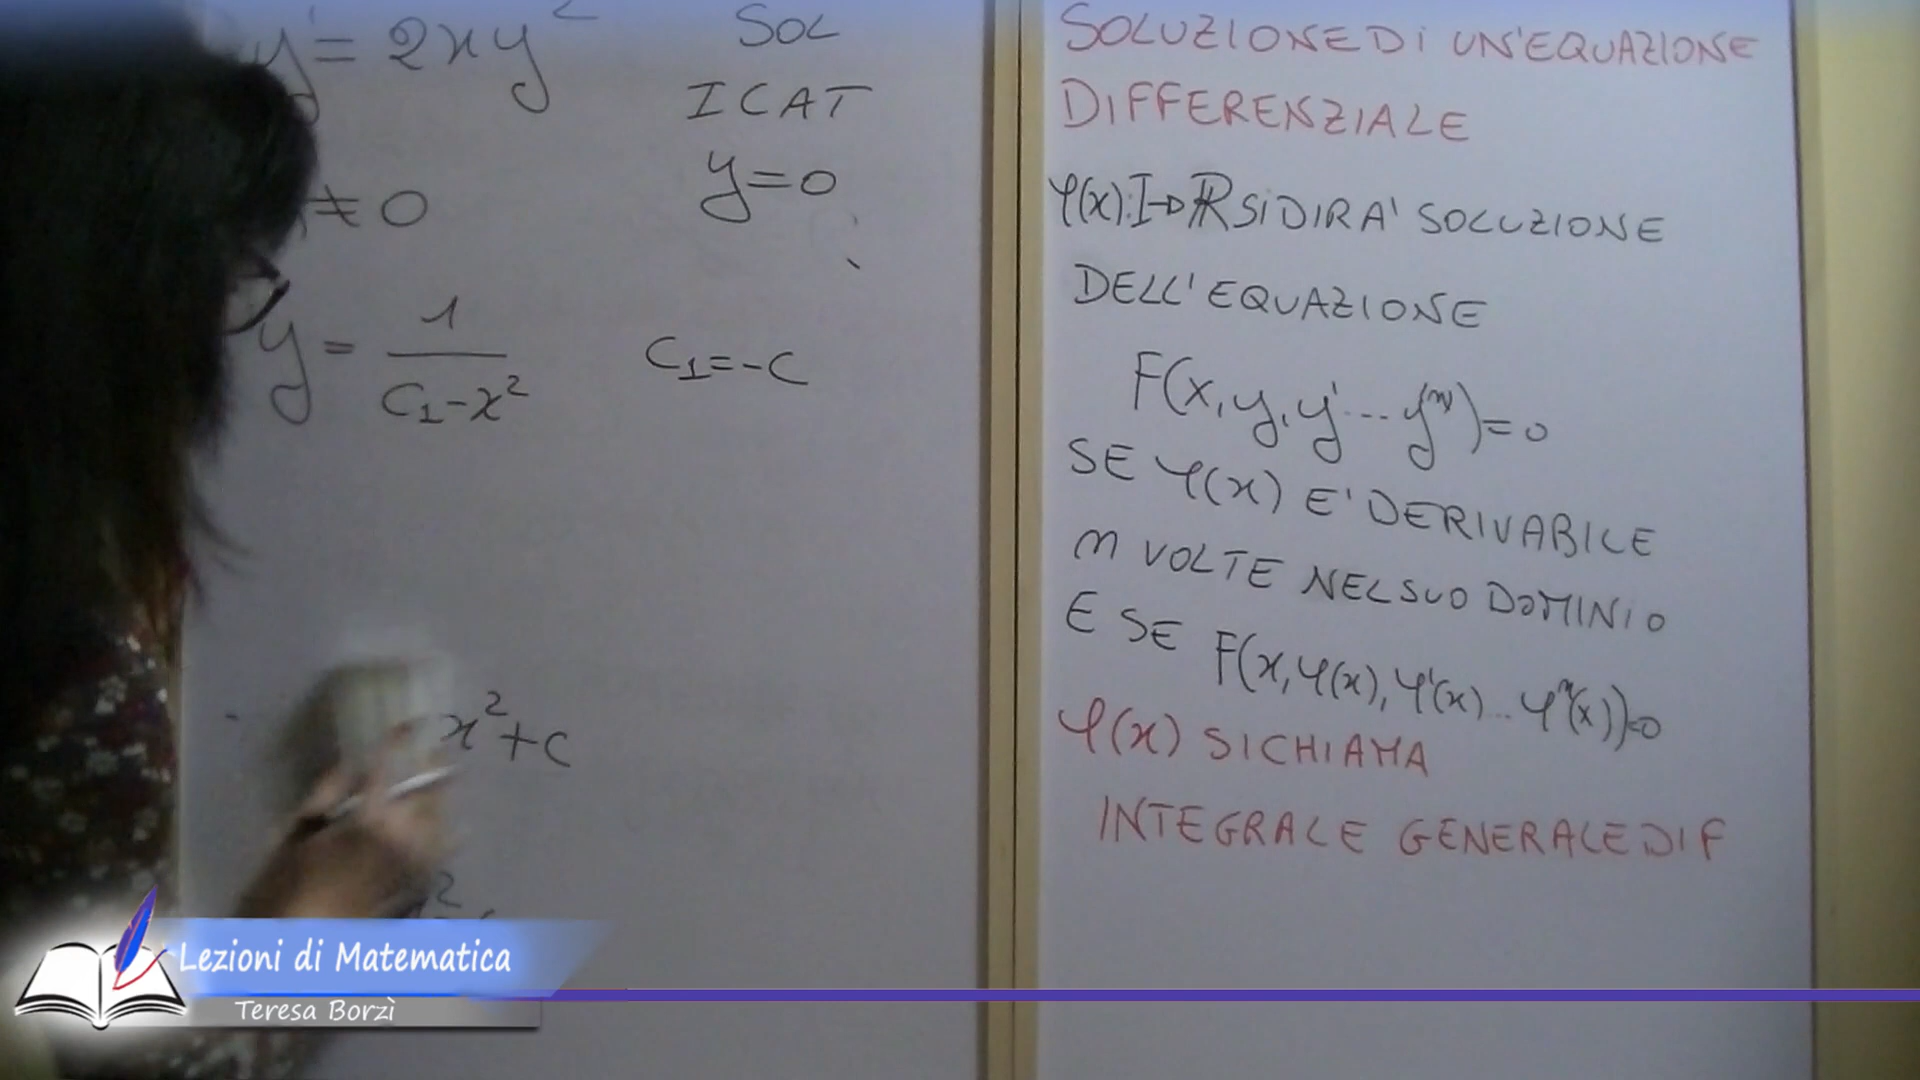 y' = 2xy²
SOL
ICAT
y=0
≠ 0
y = 1/(C₁-x²)
C₁=-C
x²+C
2
SOLUZIONE DI UN'EQUAZIONE
DIFFERENZIALE
φ(x):I→ℝ SI DIRA' SOLUZIONE
DELL'EQUAZIONE
F(x,y,y'...yⁿ)=0
SE φ(x) E' DERIVABILE
n VOLTE NEL SUO DOMINIO
E SE F(x,φ(x),φ'(x)...φⁿ(x))=0
φ(x) SI CHIAMA
INTEGRALE GENERALE DI F
Lezioni di Matematica
Teresa Borzì